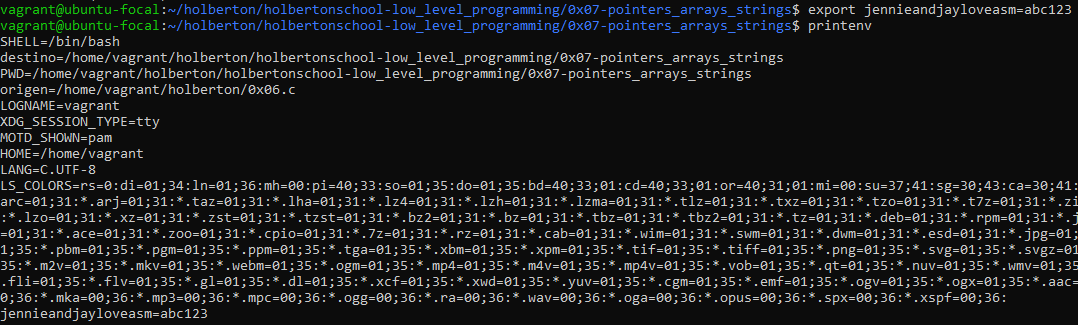 vagrant@ubuntu-focal:~/holberton/holbertonschool-low_level_programming/0x07-pointers_arrays_strings$ export jennieandjayloveasm=abc123
vagrant@ubuntu-focal:~/holberton/holbertonschool-low_level_programming/0x07-pointers_arrays_strings$ printenv
SHELL=/bin/bash
destino=/home/vagrant/holberton/holbertonschool-low_level_programming/0x07-pointers_arrays_strings
PWD=/home/vagrant/holberton/holbertonschool-low_level_programming/0x07-pointers_arrays_strings
origen=/home/vagrant/holberton/0x06.c
LOGNAME=vagrant
XDG_SESSION_TYPE=tty
MOTD_SHOWN=pam
HOME=/home/vagrant
LANG=C.UTF-8
LS_COLORS=rs=0:di=01;34:ln=01;36:mh=00:pi=40;33:so=01;35:do=01;35:bd=40;33;01:cd=40;33;01:or=40;31;01:mi=00:su=37;41:sg=30;43:ca=30;41:
arc=01;31:*.arj=01;31:*.taz=01;31:*.lha=01;31:*.lz4=01;31:*.lzh=01;31:*.lzma=01;31:*.tlz=01;31:*.txz=01;31:*.tzo=01;31:*.t7z=01;31:*.zi
:*.lzo=01;31:*.xz=01;31:*.zst=01;31:*.tzst=01;31:*.bz2=01;31:*.bz=01;31:*.tbz=01;31:*.tbz2=01;31:*.tz=01;31:*.deb=01;31:*.rpm=01;31:*.j
=01;31:*.ace=01;31:*.zoo=01;31:*.cpio=01;31:*.7z=01;31:*.rz=01;31:*.cab=01;31:*.wim=01;31:*.swm=01;31:*.dwm=01;31:*.esd=01;31:*.jpg=01;
1;35:*.pbm=01;35:*.pgm=01;35:*.ppm=01;35:*.tga=01;35:*.xbm=01;35:*.xpm=01;35:*.tif=01;35:*.tiff=01;35:*.png=01;35:*.svg=01;35:*.svgz=01
35:*.m2v=01;35:*.mkv=01;35:*.webm=01;35:*.ogm=01;35:*.mp4=01;35:*.m4v=01;35:*.mp4v=01;35:*.vob=01;35:*.qt=01;35:*.nuv=01;35:*.wmv=01;35
.fli=01;35:*.flv=01;35:*.gl=01;35:*.dl=01;35:*.xcf=01;35:*.xwd=01;35:*.yuv=01;35:*.cgm=01;35:*.emf=01;35:*.ogv=01;35:*.ogx=01;35:*.aac=
0;36:*.mka=00;36:*.mp3=00;36:*.mpc=00;36:*.ogg=00;36:*.ra=00;36:*.wav=00;36:*.oga=00;36:*.opus=00;36:*.spx=00;36:*.xspf=00;36:
jennieandjayloveasm=abc123